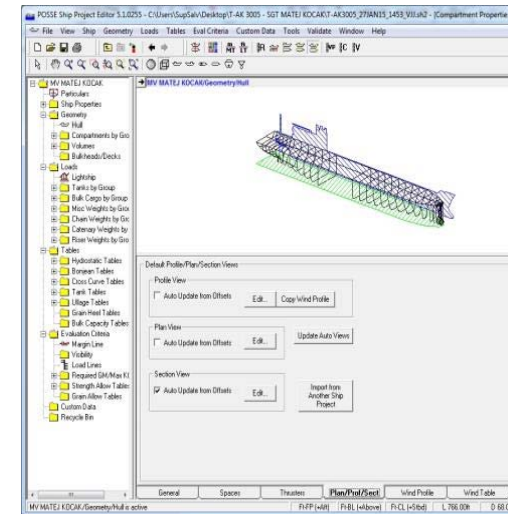 POSSE Ship Project Editor 5.1.0255 - C:\Users\SupSalv\Desktop\T-AK 3005 - SGT MATEJ KOCAK\T-AK3005_27JAN15_1453_VIII.sh2 - [Compartment Propertie
File View Ship Geometry Loads Tables Eval Criteria Custom Data Tools Validate Window Help
MV MATEJ KOCAK
Particulars
Ship Properties
Geometry
Hull
Compartments by Gro
Volumes
Bulkheads/Decks
Loads
Lightship
Tanks by Group
Bulk Cargo by Group
Misc Weights by Grou
Chain Weights by Gro
Catenary Weights by
Riser Weights by Gro
Tables
Hydrostatic Tables
Bonjean Tables
Cross Curve Tables
Tank Tables
Ullage Tables
Grain Heel Tables
Bulk Capacity Tables
Evaluation Criteria
Margin Line
Visibility
Load Lines
Required GM/Max K
Strength Allow Tables
Grain Allow Tables
Custom Data
Recycle Bin
MV MATEJ KOCAK/Geometry/Hull
Default Profile/Plan/Section Views
Profile View
Auto Update from Offsets Edit... Copy Wind Profile
Plan View
Auto Update from Offsets Edit... Update Auto Views
Section View
Auto Update from Offsets Edit... Import from
Another Ship
Project
General Spaces Thrusters Plan/Prof/Sect Wind Profile Wind Table
MV MATEJ KOCAK/Geometry/Hull is active Ft-FP (+Aft) Ft-BL (+Above) Ft-CL (+Stbd) L 766.00ft D 68.0